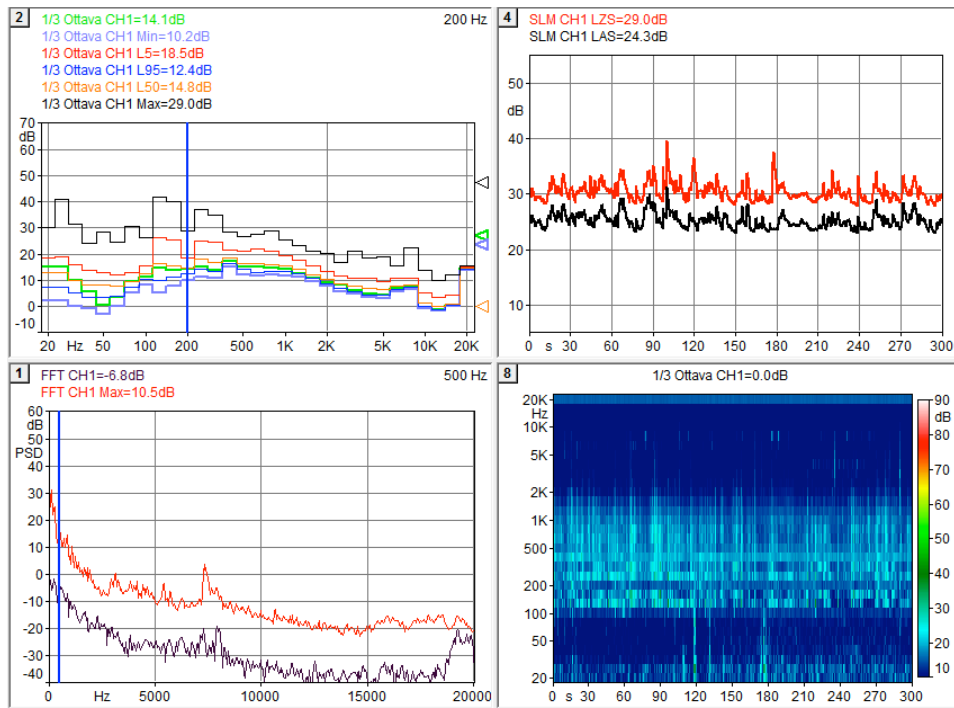 2
1/3 Ottava CH1=14.1dB
200 Hz
1/3 Ottava CH1 Min=10.2dB
1/3 Ottava CH1 L5=18.5dB
1/3 Ottava CH1 L95=12.4dB
1/3 Ottava CH1 L50=14.8dB
1/3 Ottava CH1 Max=29.0dB
70
dB
60
50
40
30
20
10
0
-10
20 Hz 50 100 200 500 1K 2K 5K 10K 20K
4
SLM CH1 LZS=29.0dB
SLM CH1 LAS=24.3dB
50
dB
40
30
20
10
0 s 30 60 90 120 150 180 210 240 270 300
1
FFT CH1=-6.8dB
500 Hz
FFT CH1 Max=10.5dB
60
dB
50
PSD
40
30
20
10
0
-10
-20
-30
-40
0 Hz 5000 10000 15000 20000
8
1/3 Ottava CH1=0.0dB
20K
Hz
10K
5K
2K
1K
500
200
100
50
20
0 s 30 60 90 120 150 180 210 240 270 300
90
dB
80
70
60
50
40
30
20
10